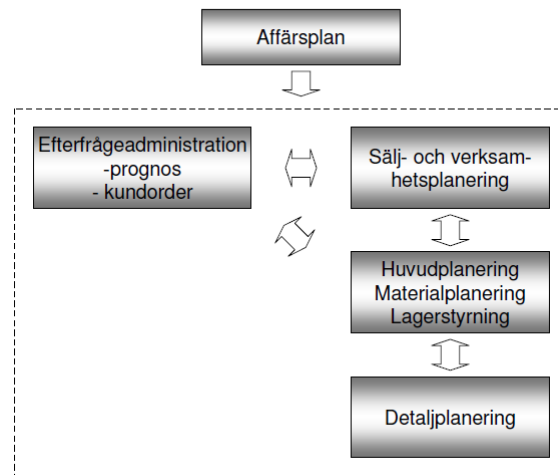 Affärsplan
Efterfrågeadministration
-prognos
- kundorder
Sälj- och verksam-
hetsplanering
Huvudplanering
Materialplanering
Lagerstyrning
Detaljplanering